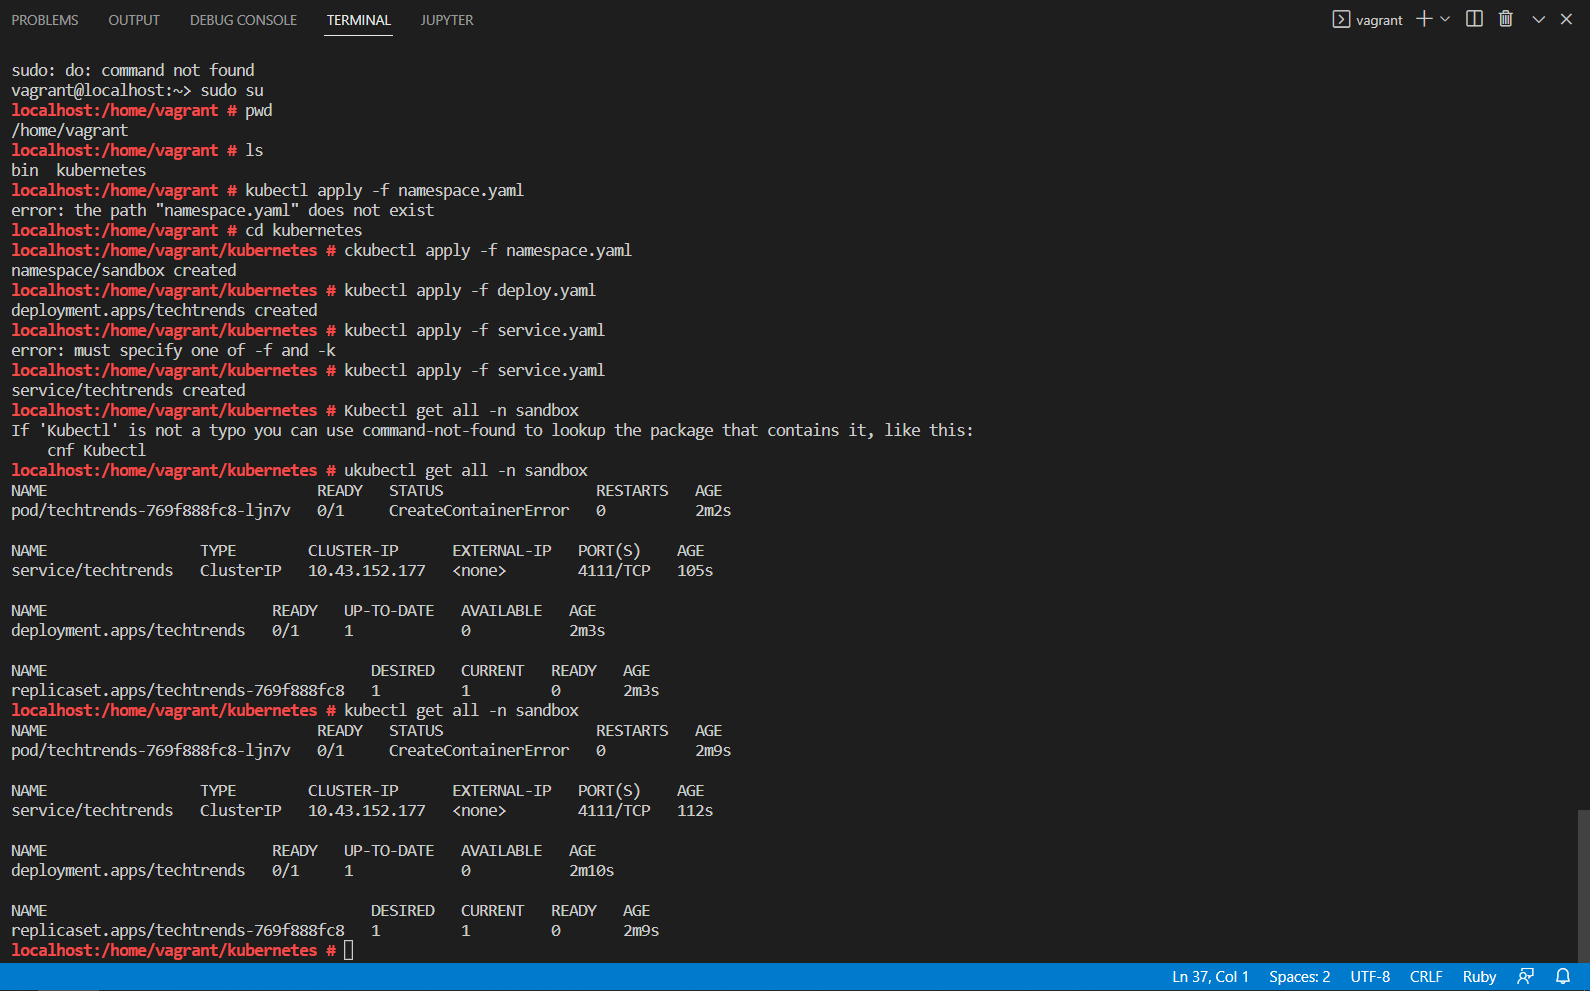 PROBLEMS OUTPUT DEBUG CONSOLE TERMINAL JUPYTER vagrant
sudo: do: command not found
vagrant@localhost:~> sudo su
localhost:/home/vagrant # pwd
/home/vagrant
localhost:/home/vagrant # ls
bin  kubernetes
localhost:/home/vagrant # kubectl apply -f namespace.yaml
error: the path "namespace.yaml" does not exist
localhost:/home/vagrant # cd kubernetes
localhost:/home/vagrant/kubernetes # ckubectl apply -f namespace.yaml
namespace/sandbox created
localhost:/home/vagrant/kubernetes # kubectl apply -f deploy.yaml
deployment.apps/techtrends created
localhost:/home/vagrant/kubernetes # kubectl apply -f service.yaml
error: must specify one of -f and -k
localhost:/home/vagrant/kubernetes # kubectl apply -f service.yaml
service/techtrends created
localhost:/home/vagrant/kubernetes # Kubectl get all -n sandbox
If 'Kubectl' is not a typo you can use command-not-found to lookup the package that contains it, like this:
    cnf Kubectl
localhost:/home/vagrant/kubernetes # ukubectl get all -n sandbox
NAME                              READY   STATUS                 RESTARTS   AGE
pod/techtrends-769f888fc8-ljn7v   0/1     CreateContainerError   0          2m2s
NAME                 TYPE        CLUSTER-IP      EXTERNAL-IP   PORT(S)    AGE
service/techtrends   ClusterIP   10.43.152.177   <none>        4111/TCP   105s
NAME                         READY   UP-TO-DATE   AVAILABLE   AGE
deployment.apps/techtrends   0/1     1            0           2m3s
NAME                                    DESIRED   CURRENT   READY   AGE
replicaset.apps/techtrends-769f888fc8   1         1         0       2m3s
localhost:/home/vagrant/kubernetes # kubectl get all -n sandbox
NAME                              READY   STATUS                 RESTARTS   AGE
pod/techtrends-769f888fc8-ljn7v   0/1     CreateContainerError   0          2m9s
NAME                 TYPE        CLUSTER-IP      EXTERNAL-IP   PORT(S)    AGE
service/techtrends   ClusterIP   10.43.152.177   <none>        4111/TCP   112s
NAME                         READY   UP-TO-DATE   AVAILABLE   AGE
deployment.apps/techtrends   0/1     1            0           2m10s
NAME                                    DESIRED   CURRENT   READY   AGE
replicaset.apps/techtrends-769f888fc8   1         1         0       2m9s
localhost:/home/vagrant/kubernetes #
Ln 37, Col 1 Spaces: 2 UTF-8 CRLF Ruby